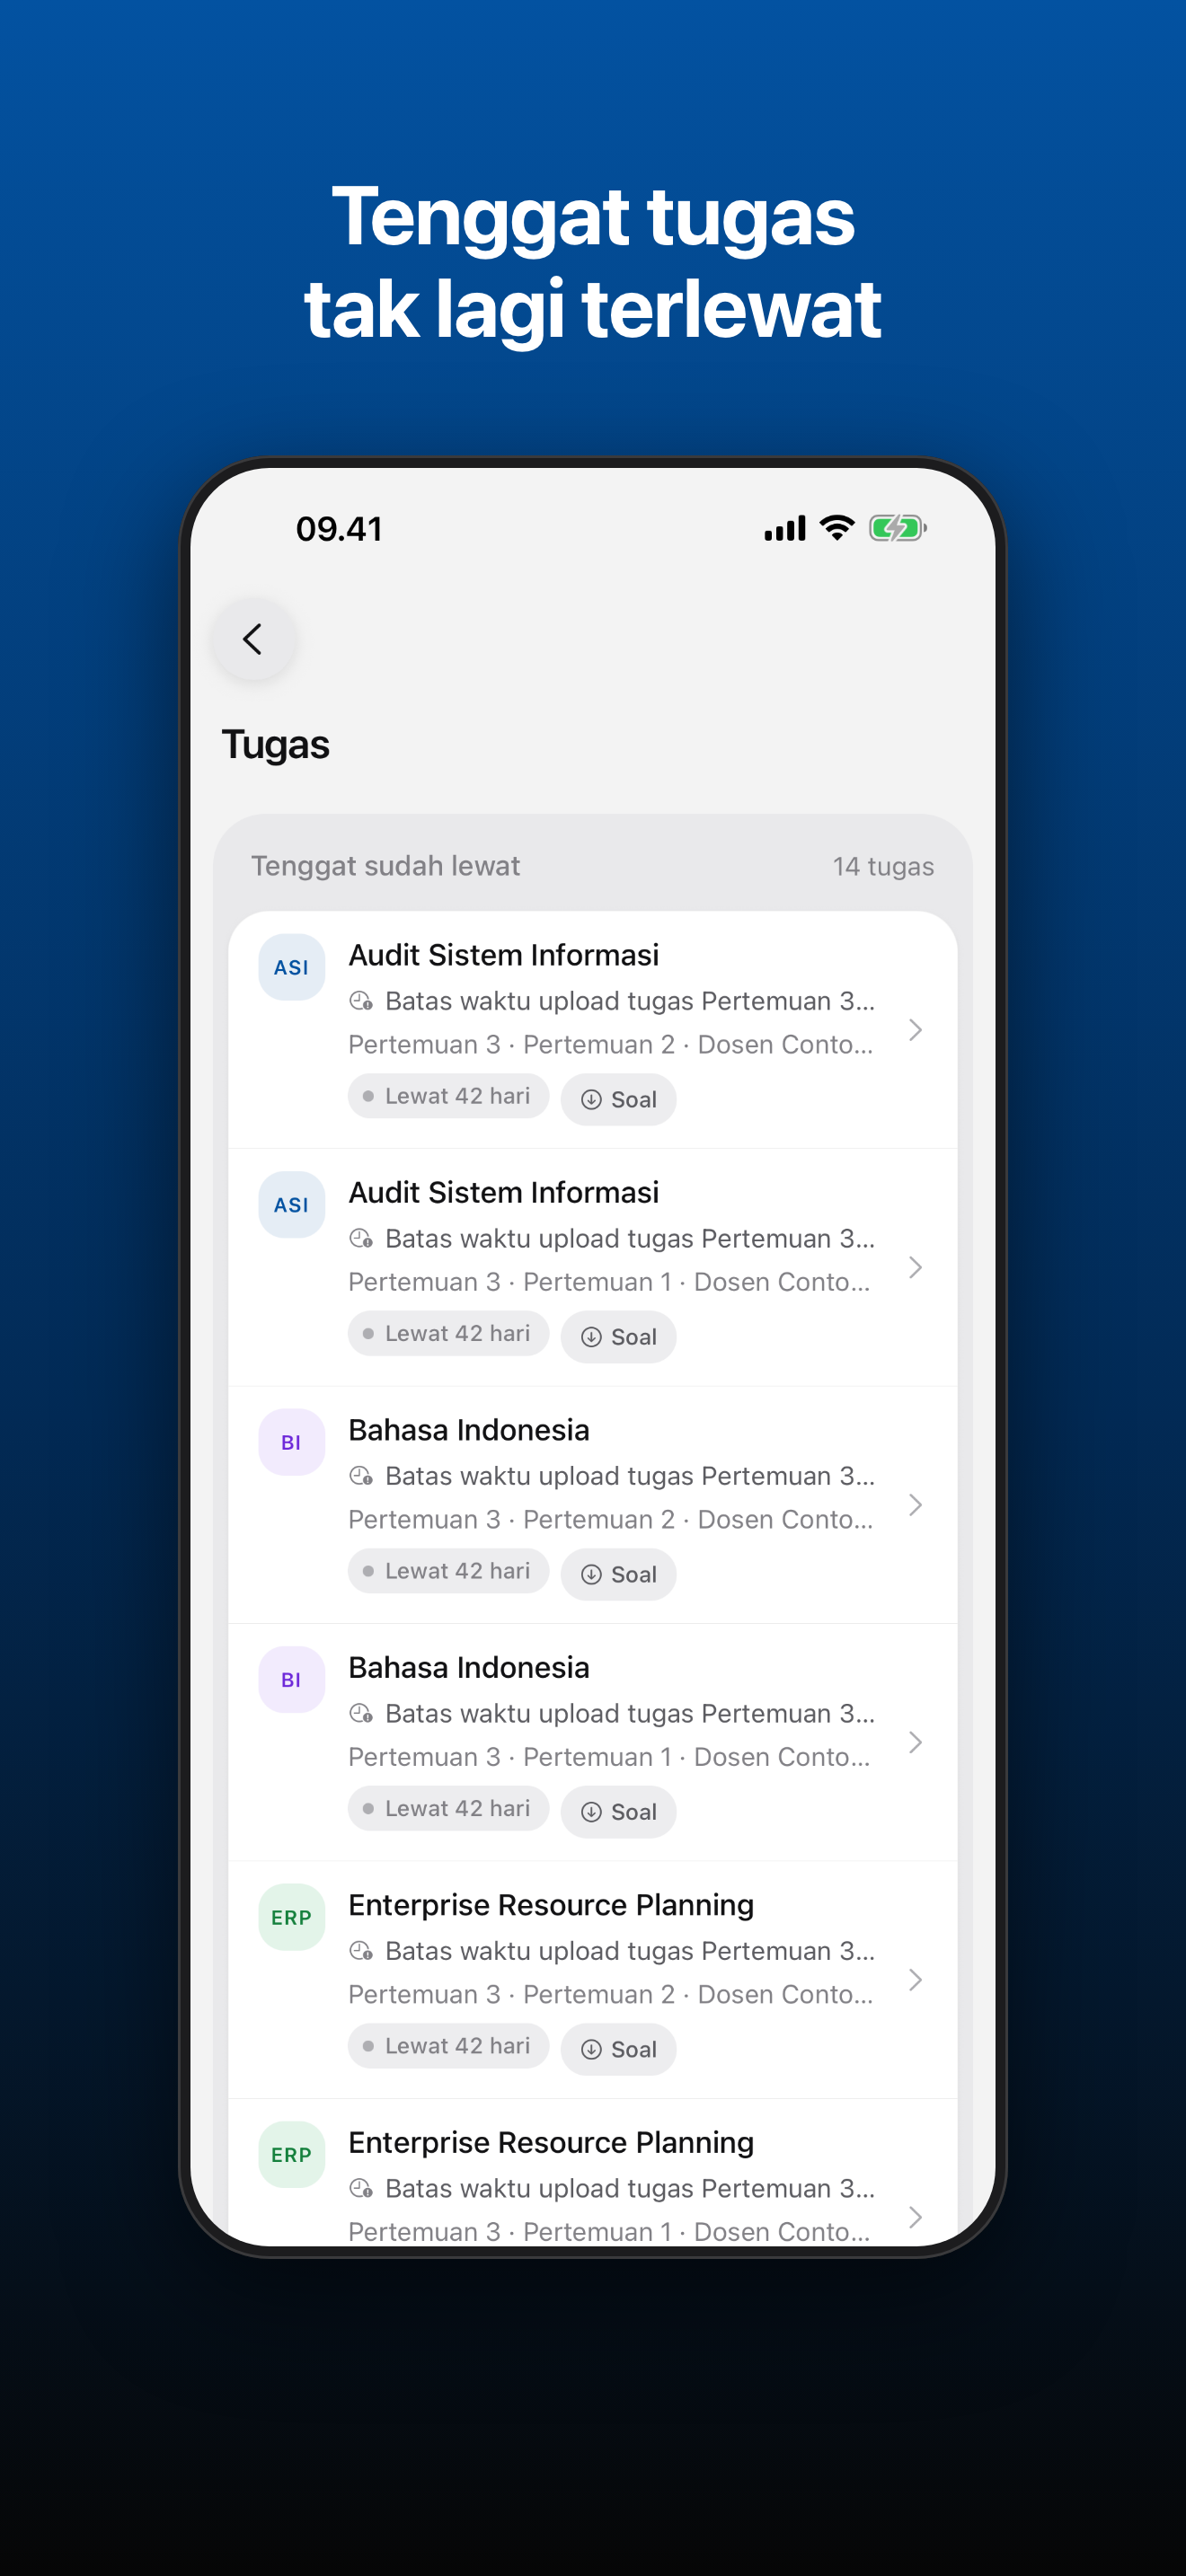 Tenggat tugas
tak lagi terlewat
09.41
Tugas
Tenggat sudah lewat 14 tugas
ASI Audit Sistem Informasi
Batas waktu upload tugas Pertemuan 3...
Pertemuan 3 · Pertemuan 2 · Dosen Conto...
Lewat 42 hari Soal
ASI Audit Sistem Informasi
Batas waktu upload tugas Pertemuan 3...
Pertemuan 3 · Pertemuan 1 · Dosen Conto...
Lewat 42 hari Soal
BI Bahasa Indonesia
Batas waktu upload tugas Pertemuan 3...
Pertemuan 3 · Pertemuan 2 · Dosen Conto...
Lewat 42 hari Soal
BI Bahasa Indonesia
Batas waktu upload tugas Pertemuan 3...
Pertemuan 3 · Pertemuan 1 · Dosen Conto...
Lewat 42 hari Soal
ERP Enterprise Resource Planning
Batas waktu upload tugas Pertemuan 3...
Pertemuan 3 · Pertemuan 2 · Dosen Conto...
Lewat 42 hari Soal
ERP Enterprise Resource Planning
Batas waktu upload tugas Pertemuan 3...
Pertemuan 3 · Pertemuan 1 · Dosen Conto...